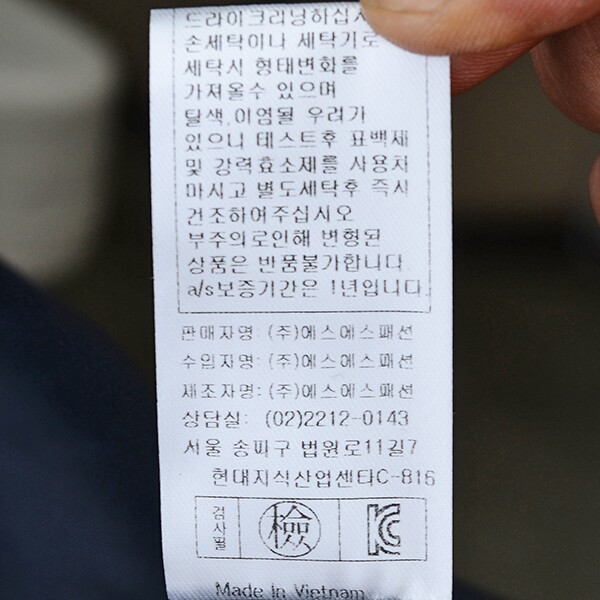 드라이크리닝하십시
손세탁이나 세탁기로
세탁시 형태변화를
가져올수 있으며
탈색,이염될 우려가
있으니 테스트후 표백제
및 강력효소제를 사용치
마시고 별도세탁후 즉시
건조하여주십시오
부주의로인해 변형된
상품은 반품불가합니다
a/s보증기간은 1년입니다
판매자명: (주)에스에스패션
수입자명: (주)에스에스패션
제조자명: (주)에스에스패션
상담실: (02)2212-0143
서울 송파구 법원로11길7
현대지식산업센타C-816
검사필 檢 KC
Made in Vietnam